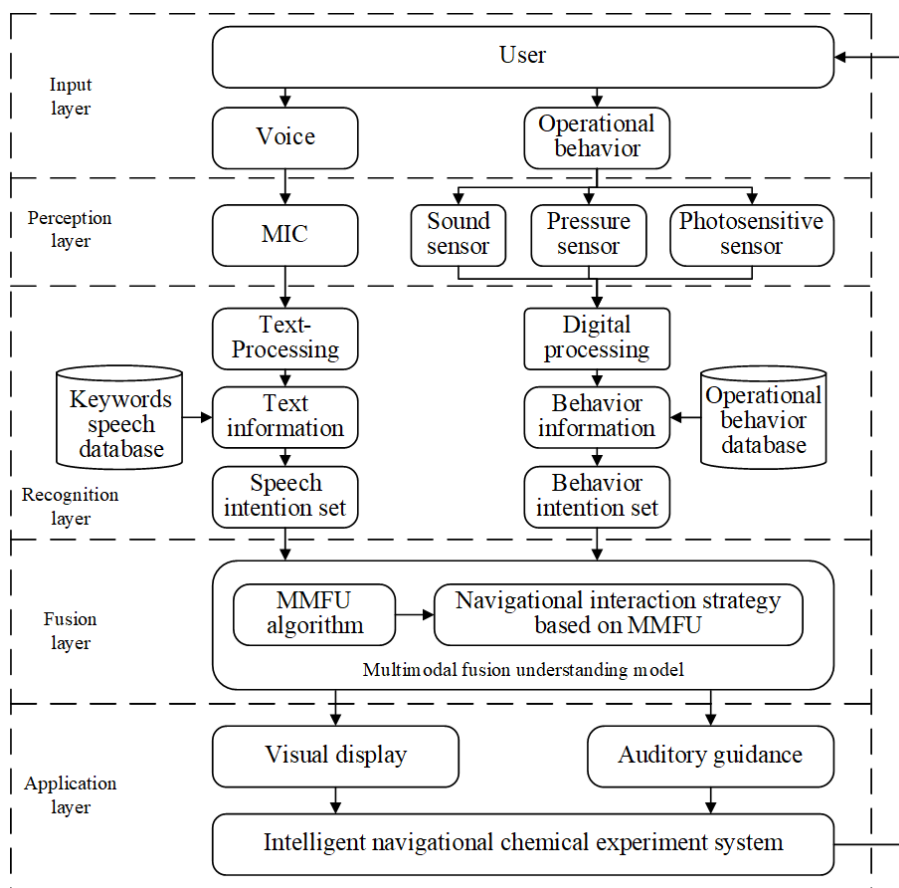 User
Input
layer
Voice
Operational
behavior
Perception
layer
MIC
Sound
sensor
Pressure
sensor
Photosensitive
sensor
Text-
Processing
Digital
processing
Keywords
speech
database
Text
information
Behavior
information
Operational
behavior
database
Recognition
layer
Speech
intention set
Behavior
intention set
Fusion
layer
MMFU
algorithm
Navigational interaction strategy
based on MMFU
Multimodal fusion understanding model
Application
layer
Visual display
Auditory guidance
Intelligent navigational chemical experiment system